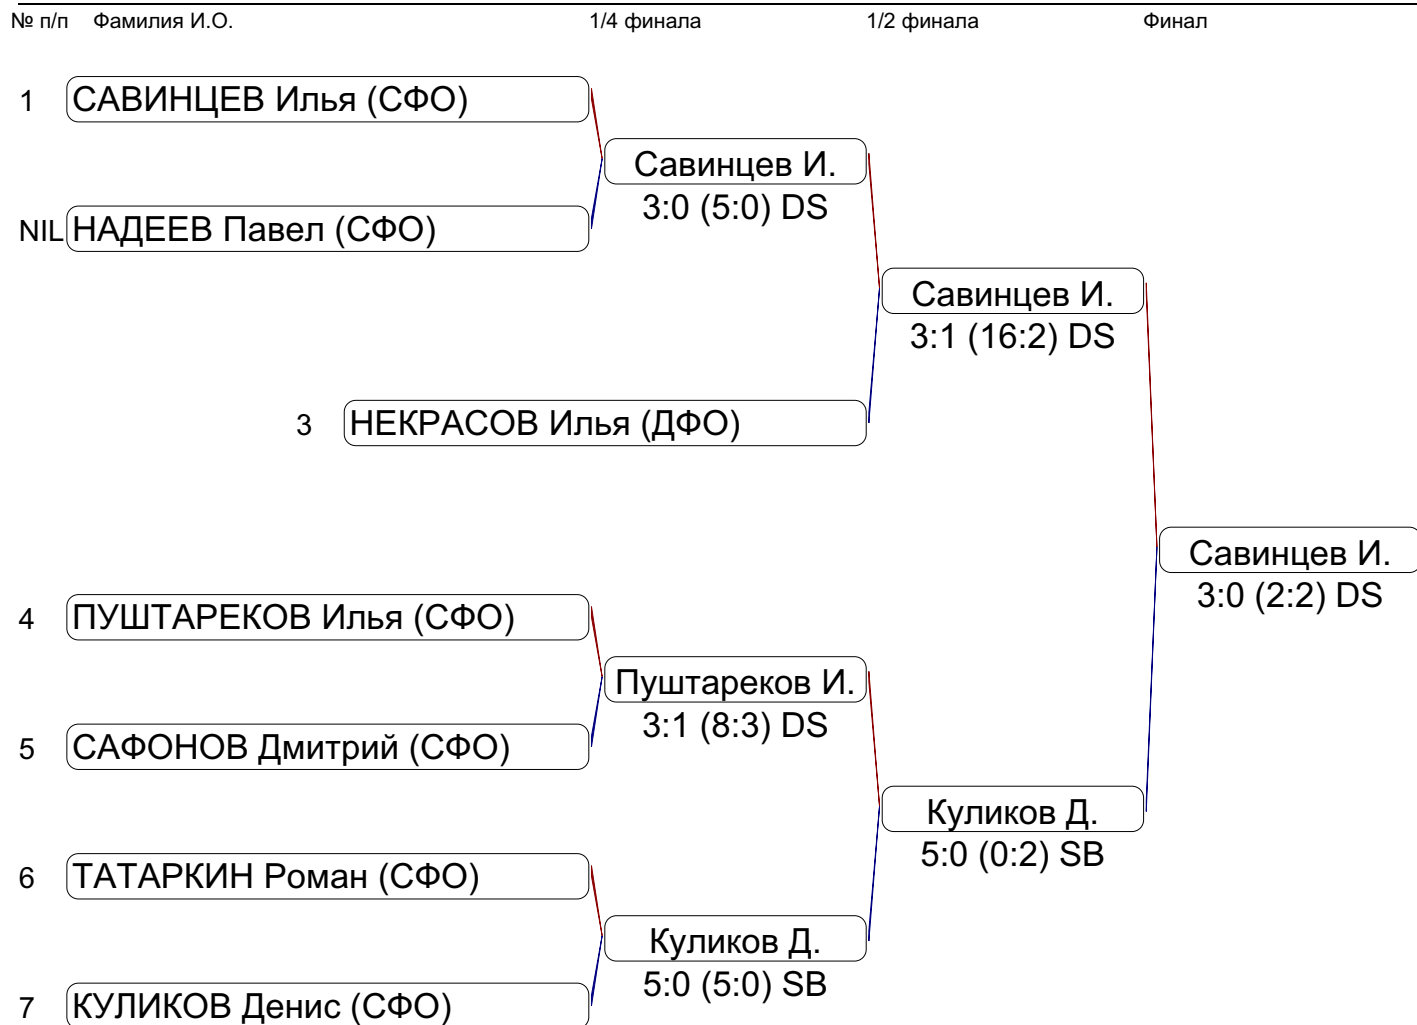 № п/п Фамилия И.О. 1/4 финала 1/2 финала Финал
1 САВИНЦЕВ Илья (СФО)
Савинцев И.
3:0 (5:0) DS
NIL НАДЕЕВ Павел (СФО)
Савинцев И.
3:1 (16:2) DS
3 НЕКРАСОВ Илья (ДФО)
Савинцев И.
3:0 (2:2) DS
4 ПУШТАРЕКОВ Илья (СФО)
Пуштареков И.
3:1 (8:3) DS
5 САФОНОВ Дмитрий (СФО)
Куликов Д.
5:0 (0:2) SB
6 ТАТАРКИН Роман (СФО)
Куликов Д.
5:0 (5:0) SB
7 КУЛИКОВ Денис (СФО)